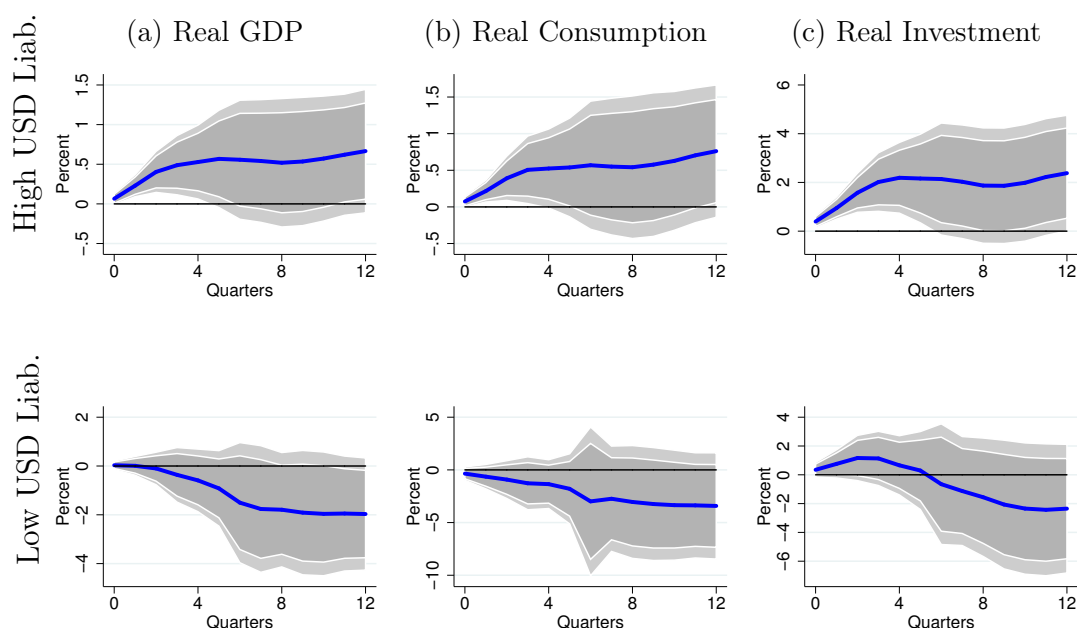 (a) Real GDP
(b) Real Consumption
(c) Real Investment
High USD Liab.
Percent
1.5
1
.5
0
-.5
0 4 8 12
Quarters
Percent
1.5
1
.5
0
-.5
0 4 8 12
Quarters
6
4
2
0
Percent
0 4 8 12
Quarters
Low USD Liab.
Percent
2
0
-2
-4
0 4 8 12
Quarters
Percent
5
0
-5
-10
0 4 8 12
Quarters
Percent
4
2
0
-2
-4
-6
0 4 8 12
Quarters